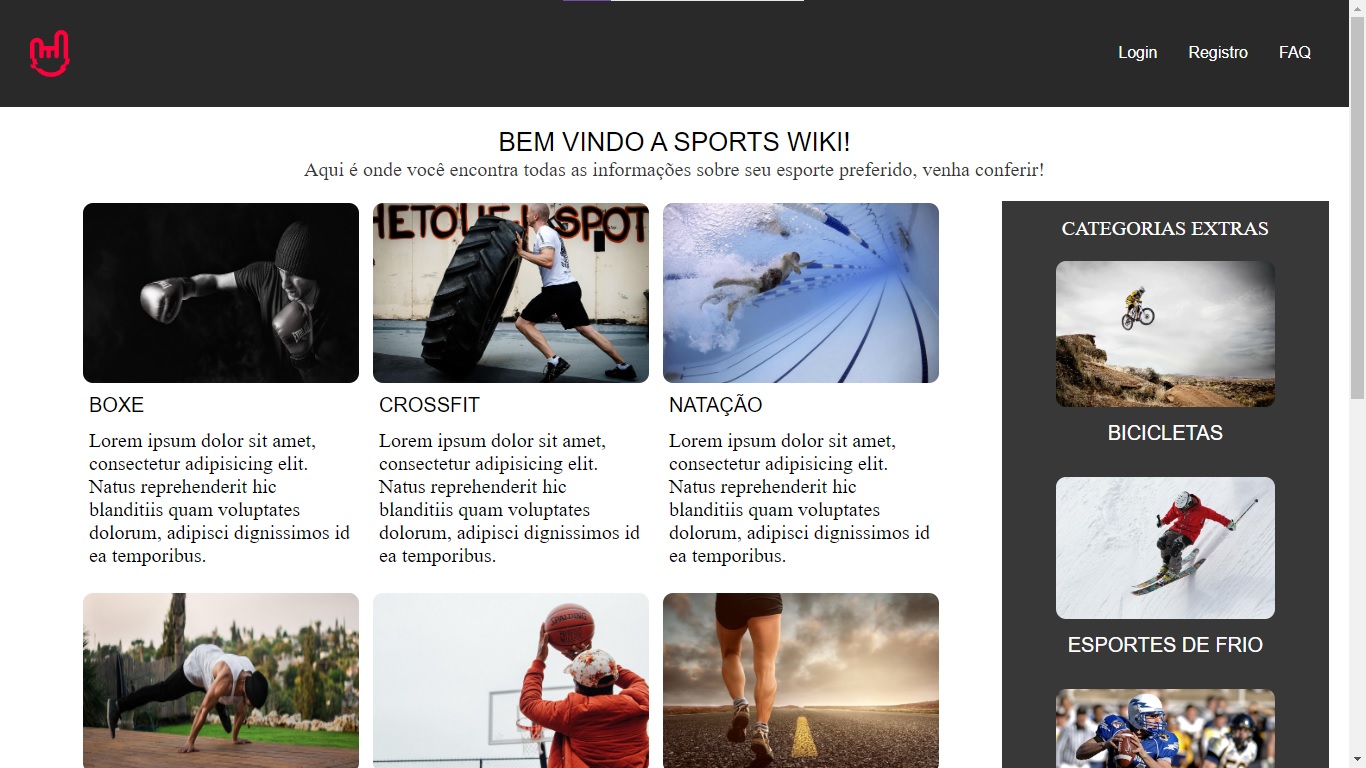 Login Registro FAQ
BEM VINDO A SPORTS WIKI!
Aqui é onde você encontra todas as informações sobre seu esporte preferido, venha conferir!
HETOUE SPOT
BOXE
Lorem ipsum dolor sit amet,
consectetur adipisicing elit.
Natus reprehenderit hic
blanditiis quam voluptates
dolorum, adipisci dignissimos id
ea temporibus.
CROSSFIT
Lorem ipsum dolor sit amet,
consectetur adipisicing elit.
Natus reprehenderit hic
blanditiis quam voluptates
dolorum, adipisci dignissimos id
ea temporibus.
NATAÇÃO
Lorem ipsum dolor sit amet,
consectetur adipisicing elit.
Natus reprehenderit hic
blanditiis quam voluptates
dolorum, adipisci dignissimos id
ea temporibus.
SPALDING
CATEGORIAS EXTRAS
BICICLETAS
ESPORTES DE FRIO